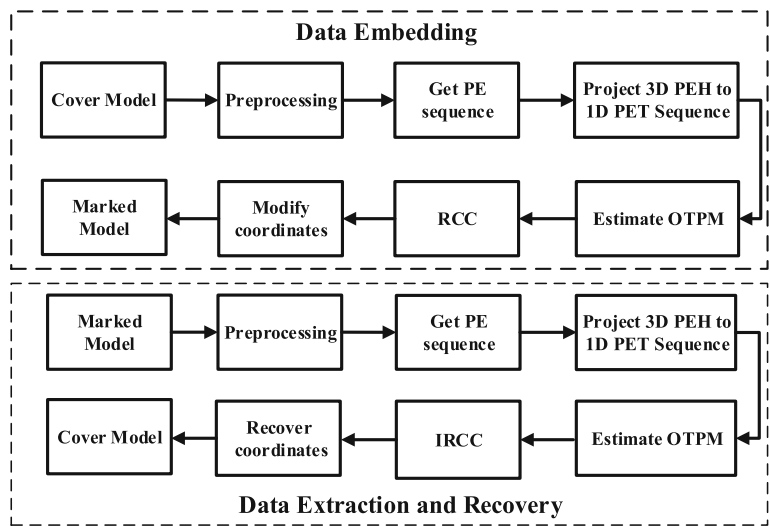 Data Embedding
Cover Model
Preprocessing
Get PE
sequence
Project 3D PEH to
1D PET Sequence
Estimate OTPM
RCC
Modify
coordinates
Marked
Model
Marked
Model
Preprocessing
Get PE
sequence
Project 3D PEH to
1D PET Sequence
Estimate OTPM
IRCC
Recover
coordinates
Cover Model
Data Extraction and Recovery